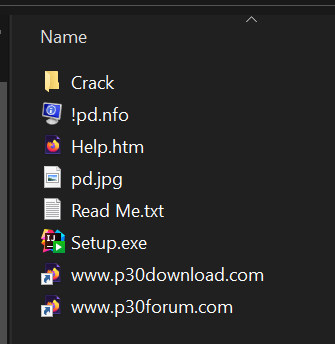 Name
Crack
!pd.nfo
Help.htm
pd.jpg
Read Me.txt
Setup.exe
www.p30download.com
www.p30forum.com